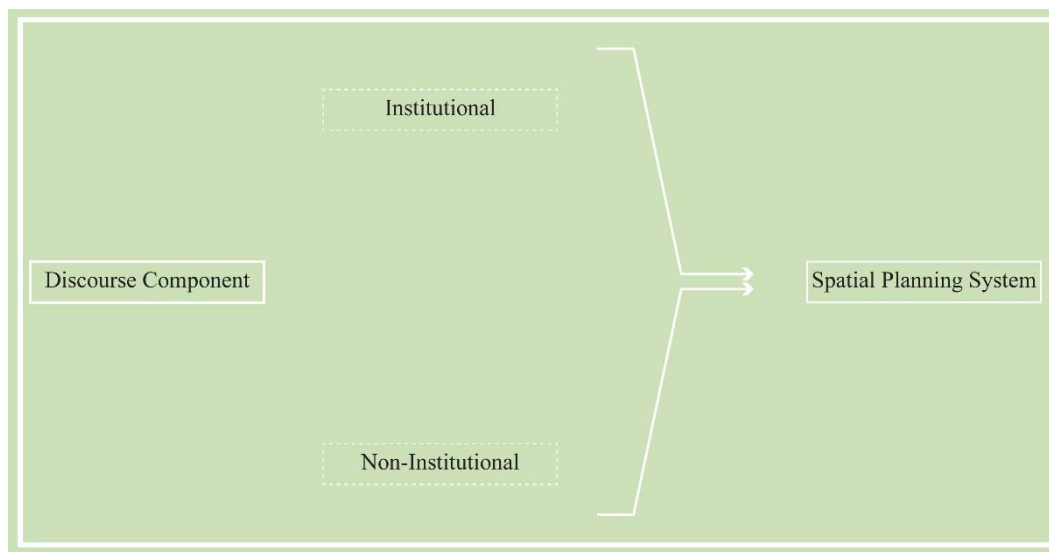 Institutional
Discourse Component
Spatial Planning System
Non-Institutional